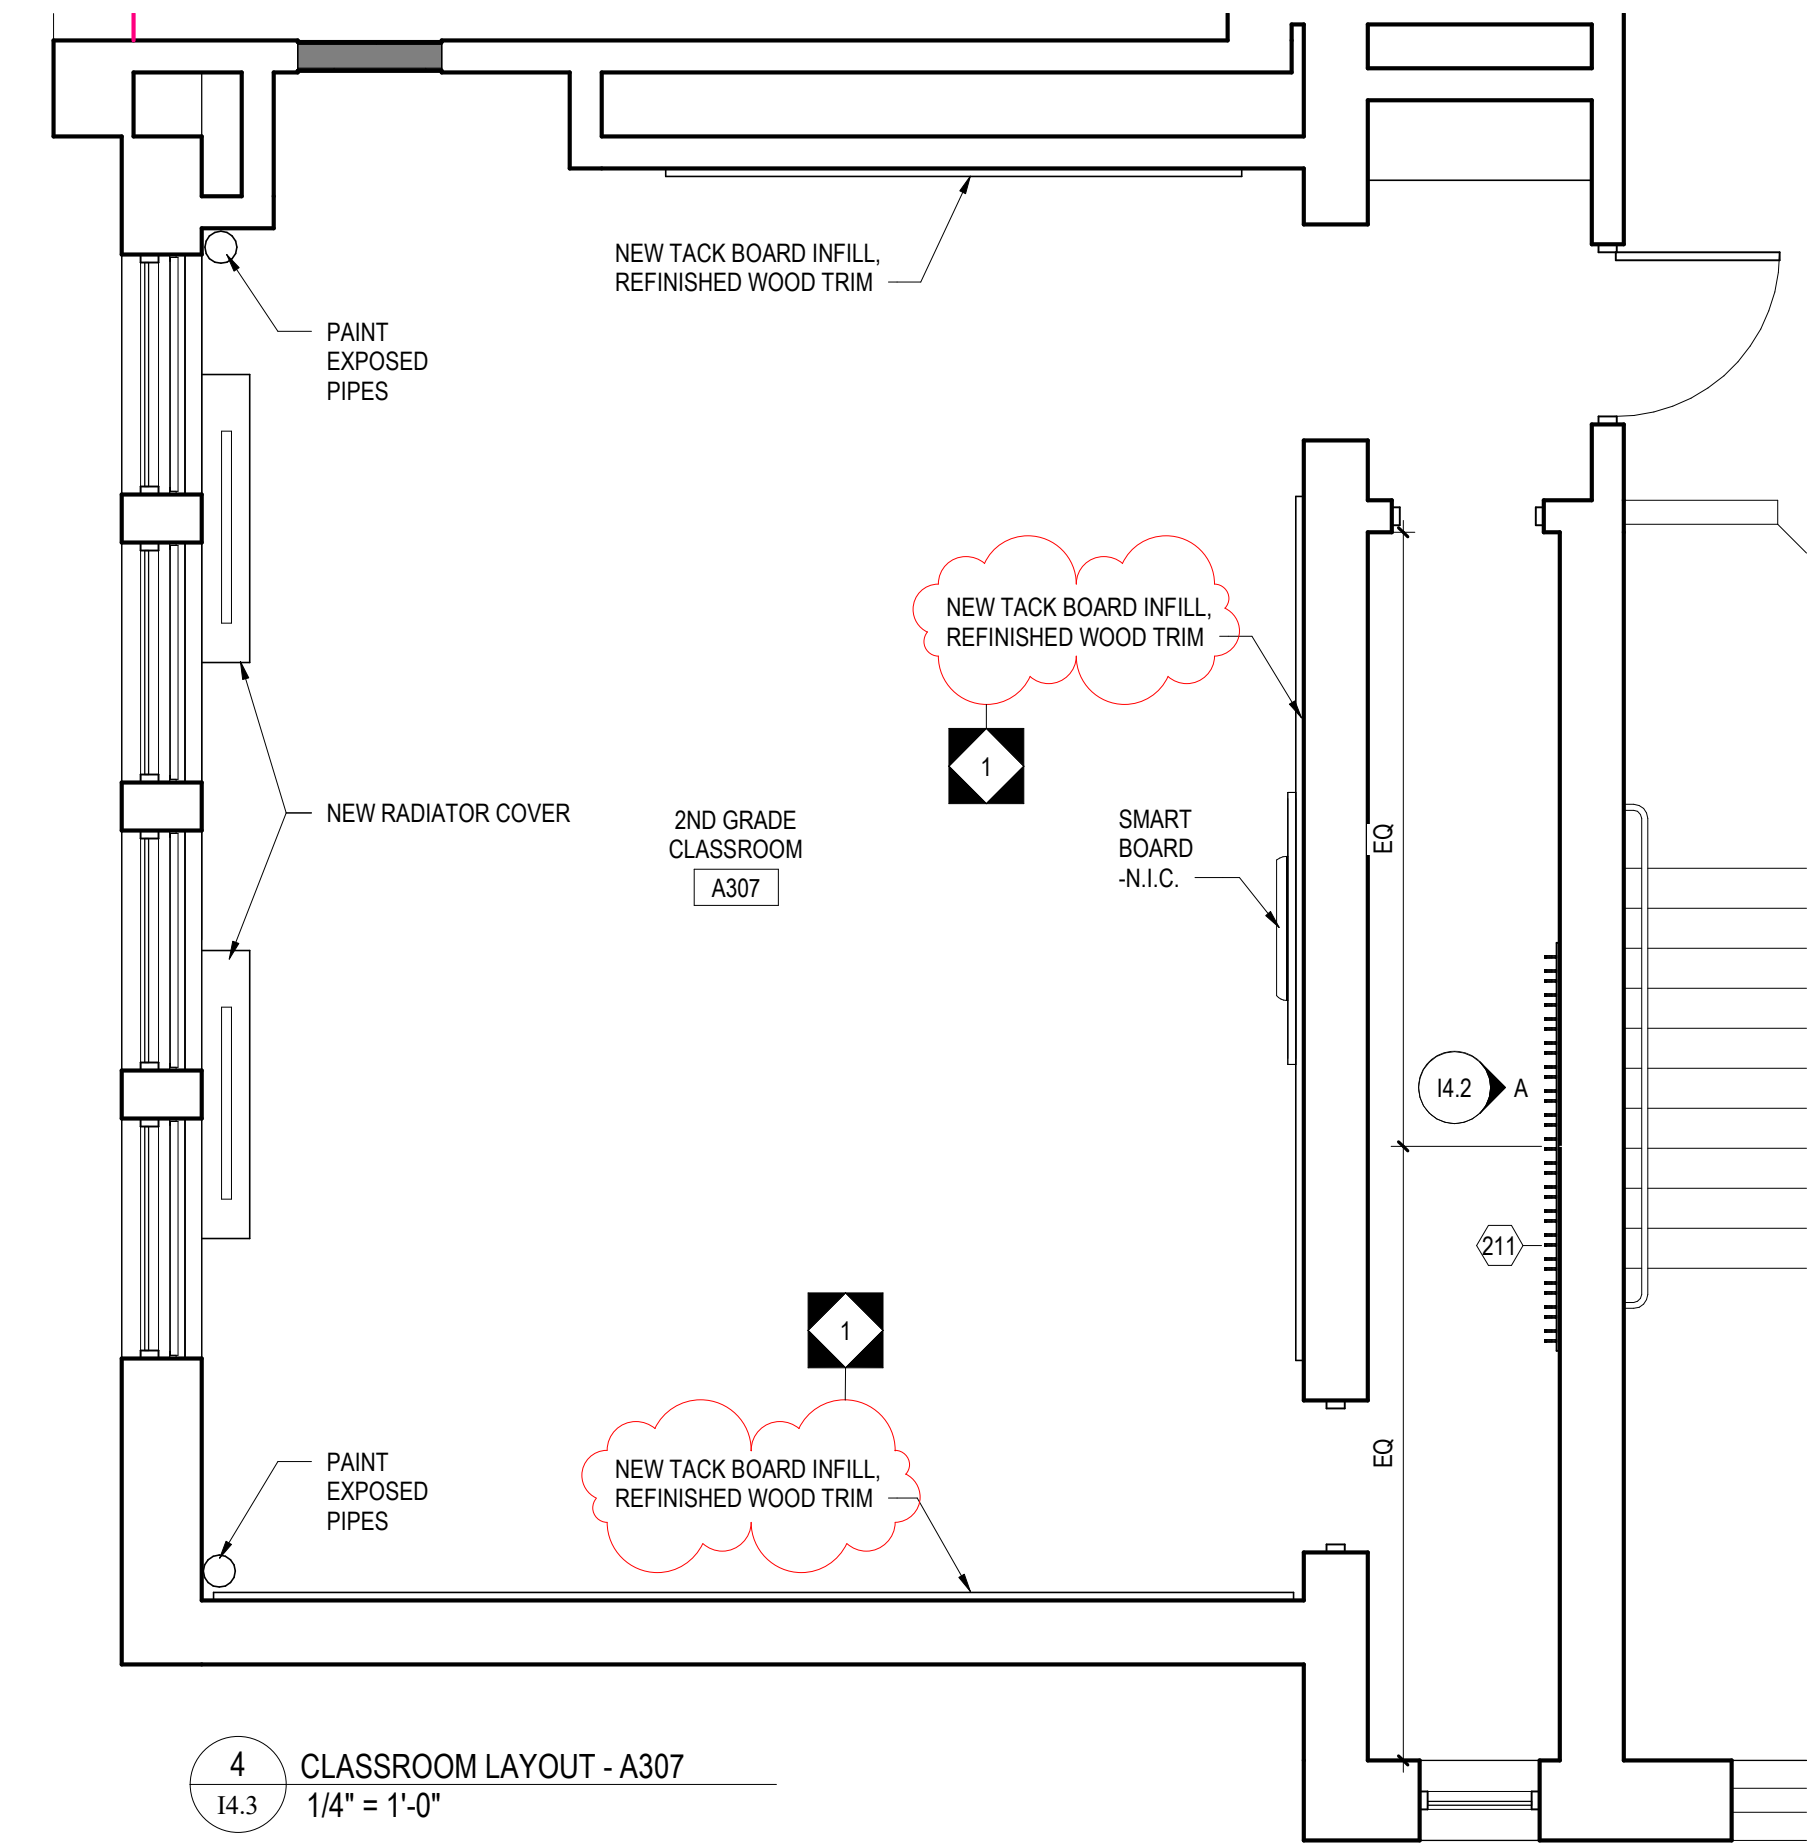 NEW TACK BOARD INFILL,
REFINISHED WOOD TRIM
PAINT
EXPOSED
PIPES
NEW TACK BOARD INFILL,
REFINISHED WOOD TRIM
1
NEW RADIATOR COVER
2ND GRADE
CLASSROOM
A307
SMART
BOARD
-N.I.C.
EQ
I4.2
A
211
1
NEW TACK BOARD INFILL,
REFINISHED WOOD TRIM
PAINT
EXPOSED
PIPES
EQ
4
I4.3
CLASSROOM LAYOUT - A307
1/4" = 1'-0"